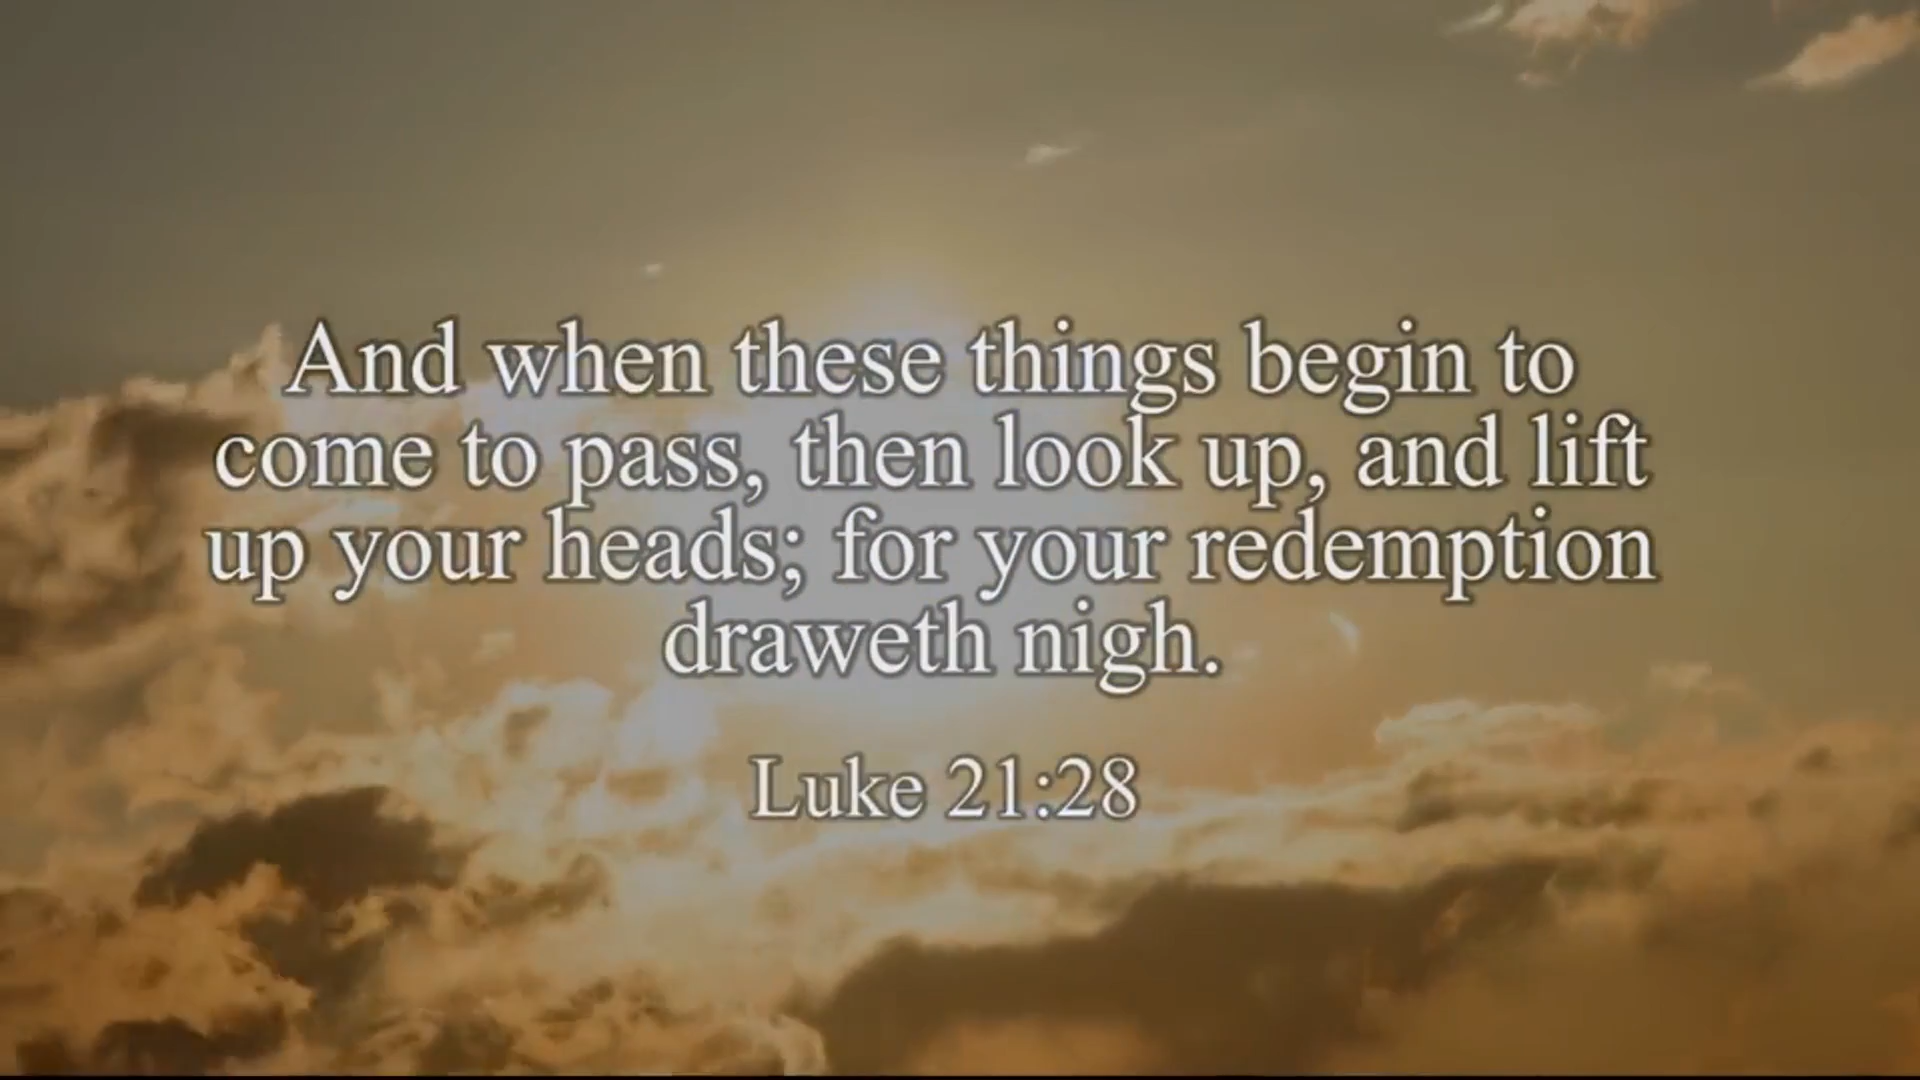 And when these things begin to
come to pass, then look up, and lift
up your heads; for your redemption
draweth nigh.
Luke 21:28